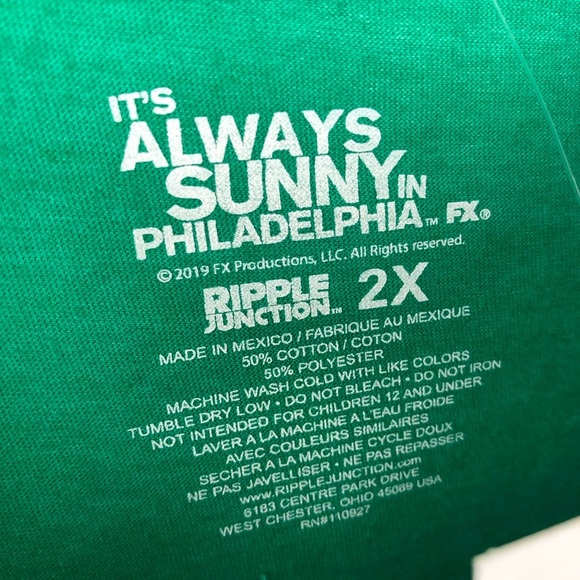 IT'S
ALWAYS
SUNNY IN
PHILADELPHIA™ FX®
© 2019 FX Productions, LLC. All Rights reserved.
RIPPLE
JUNCTION™ 2X
MADE IN MEXICO / FABRIQUE AU MEXIQUE
50% COTTON / COTON
50% POLYESTER
MACHINE WASH COLD WITH LIKE COLORS
TUMBLE DRY LOW • DO NOT BLEACH • DO NOT IRON
NOT INTENDED FOR CHILDREN 12 AND UNDER
LAVER A LA MACHINE A L'EAU FROIDE
AVEC COULEURS SIMILAIRES
SECHER A LA MACHINE CYCLE DOUX
NE PAS JAVELLISER • NE PAS REPASSER
www.RIPPLEJUNCTION.com
6183 CENTRE PARK DRIVE
WEST CHESTER, OHIO 45069 USA
RN#110927